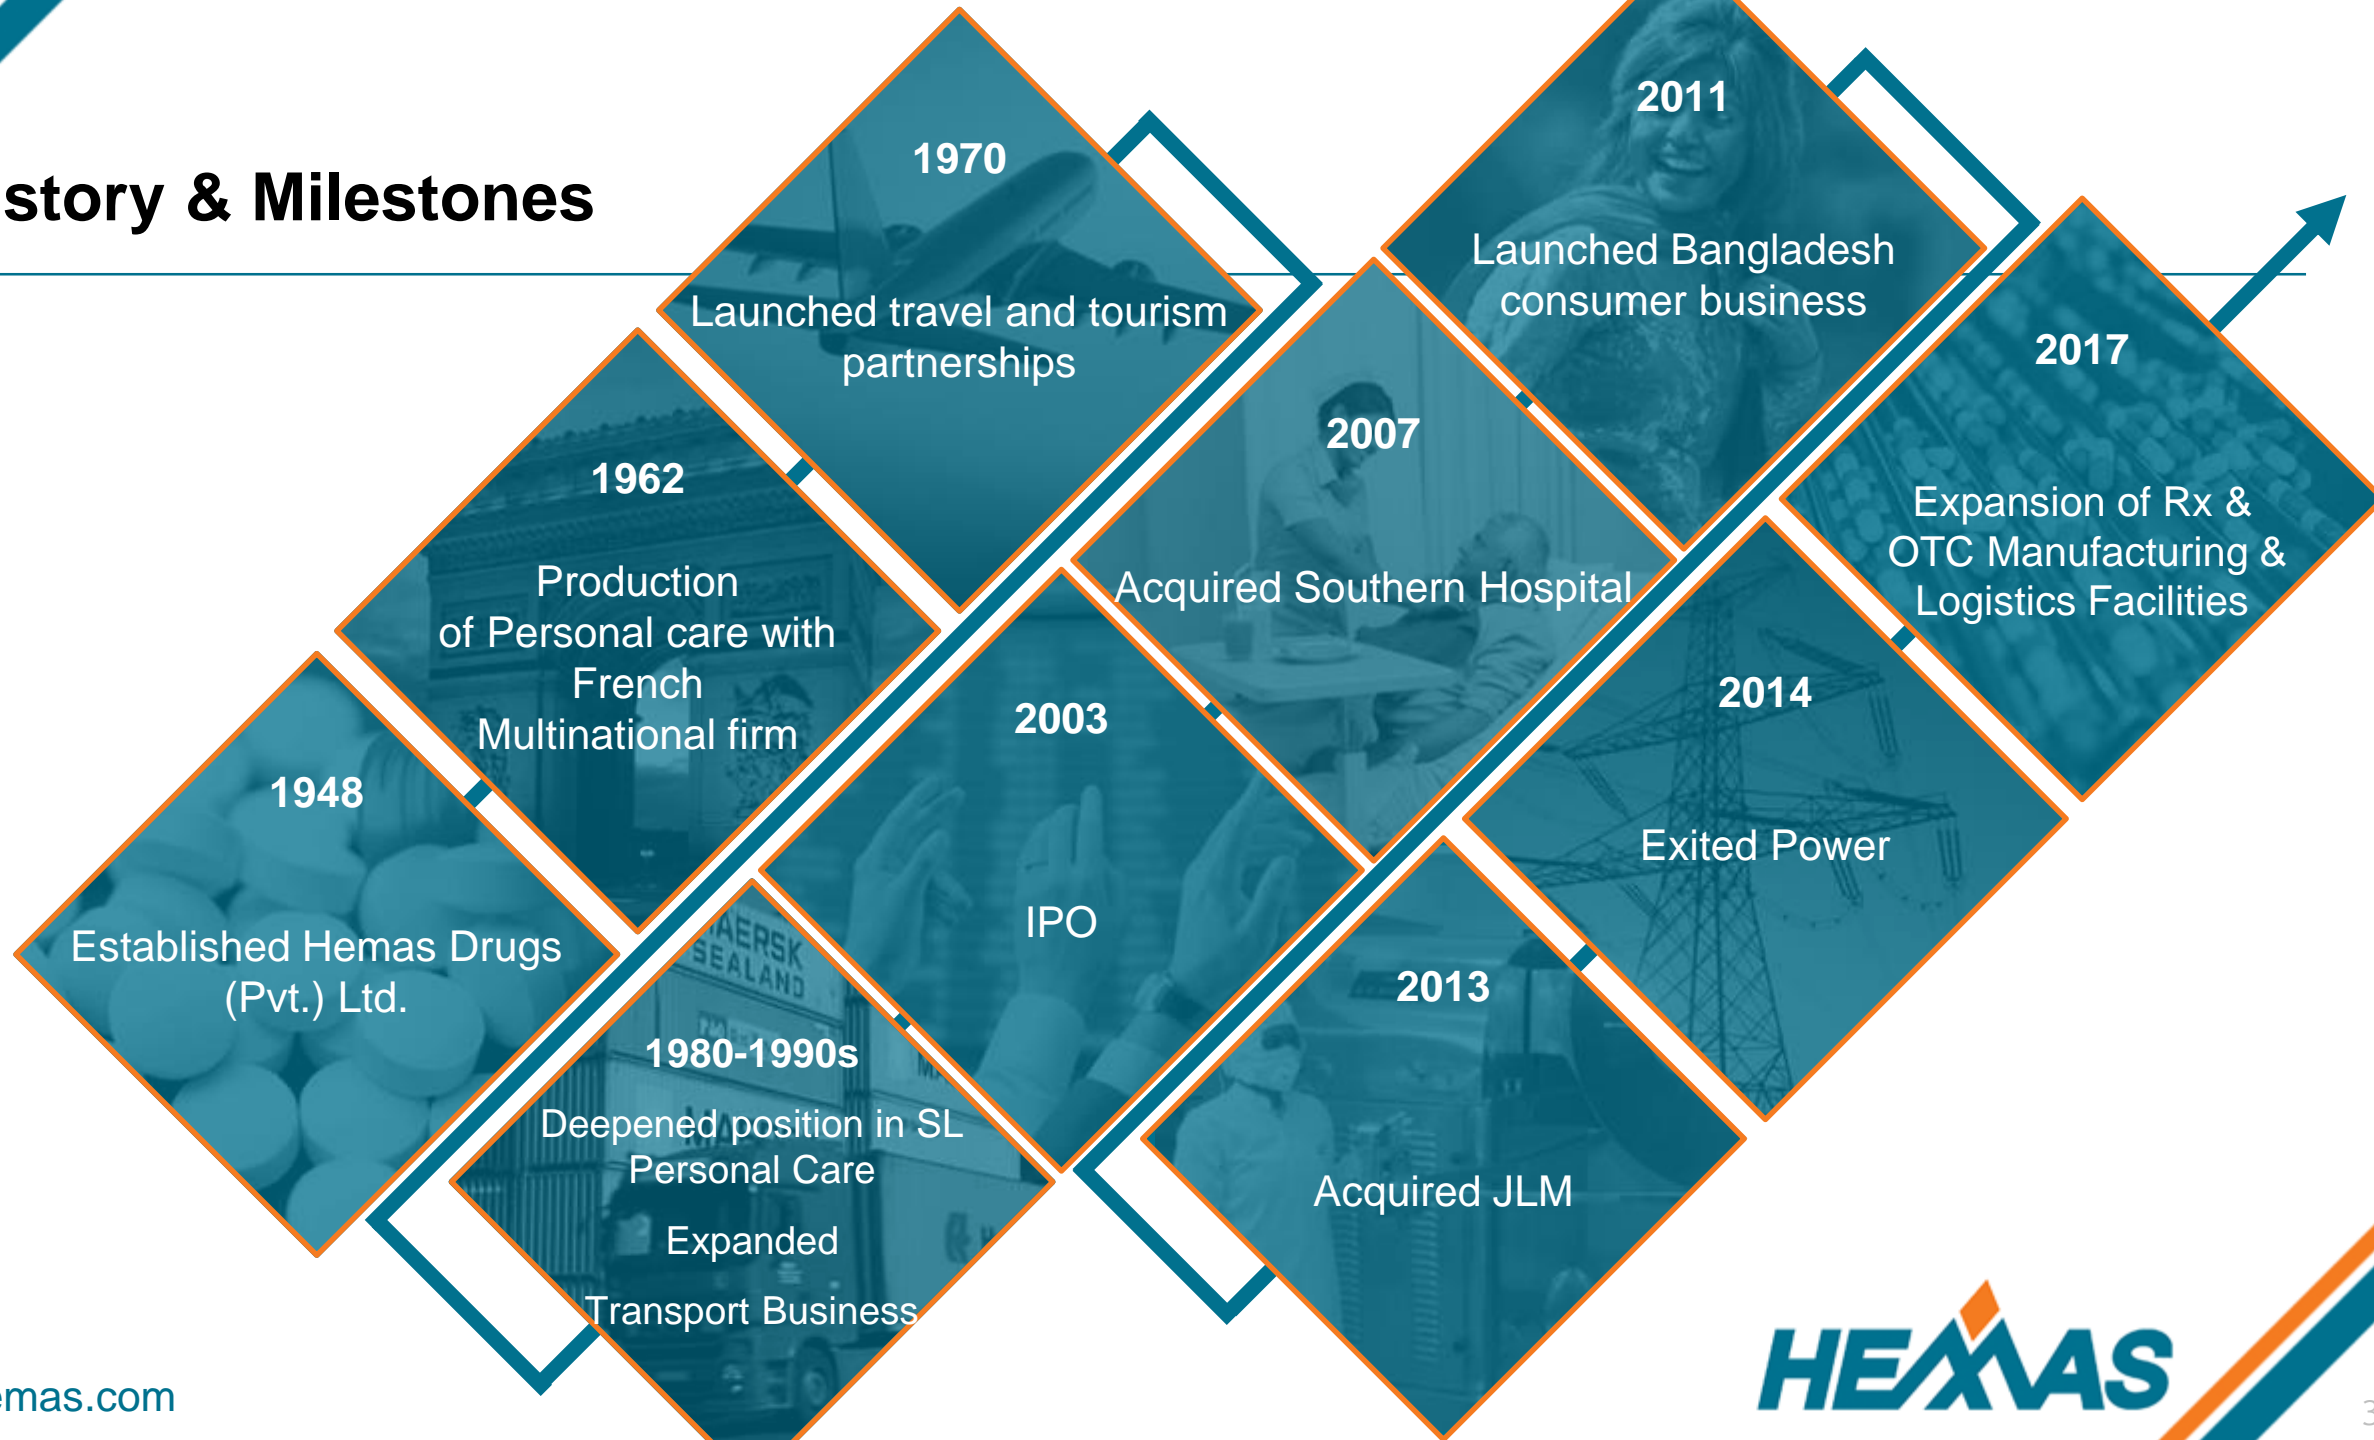 story & Milestones
1948
Established Hemas Drugs
(Pvt.) Ltd.
1962
Production
of Personal care with
French
Multinational firm
1970
Launched travel and tourism
partnerships
1980-1990s
Deepened position in SL
Personal Care
Expanded
Transport Business
MAERSK
SEALAND
2003
IPO
2007
Acquired Southern Hospital
2011
Launched Bangladesh
consumer business
2013
Acquired JLM
2014
Exited Power
2017
Expansion of Rx &
OTC Manufacturing &
Logistics Facilities
emas.com
HEMAS
3